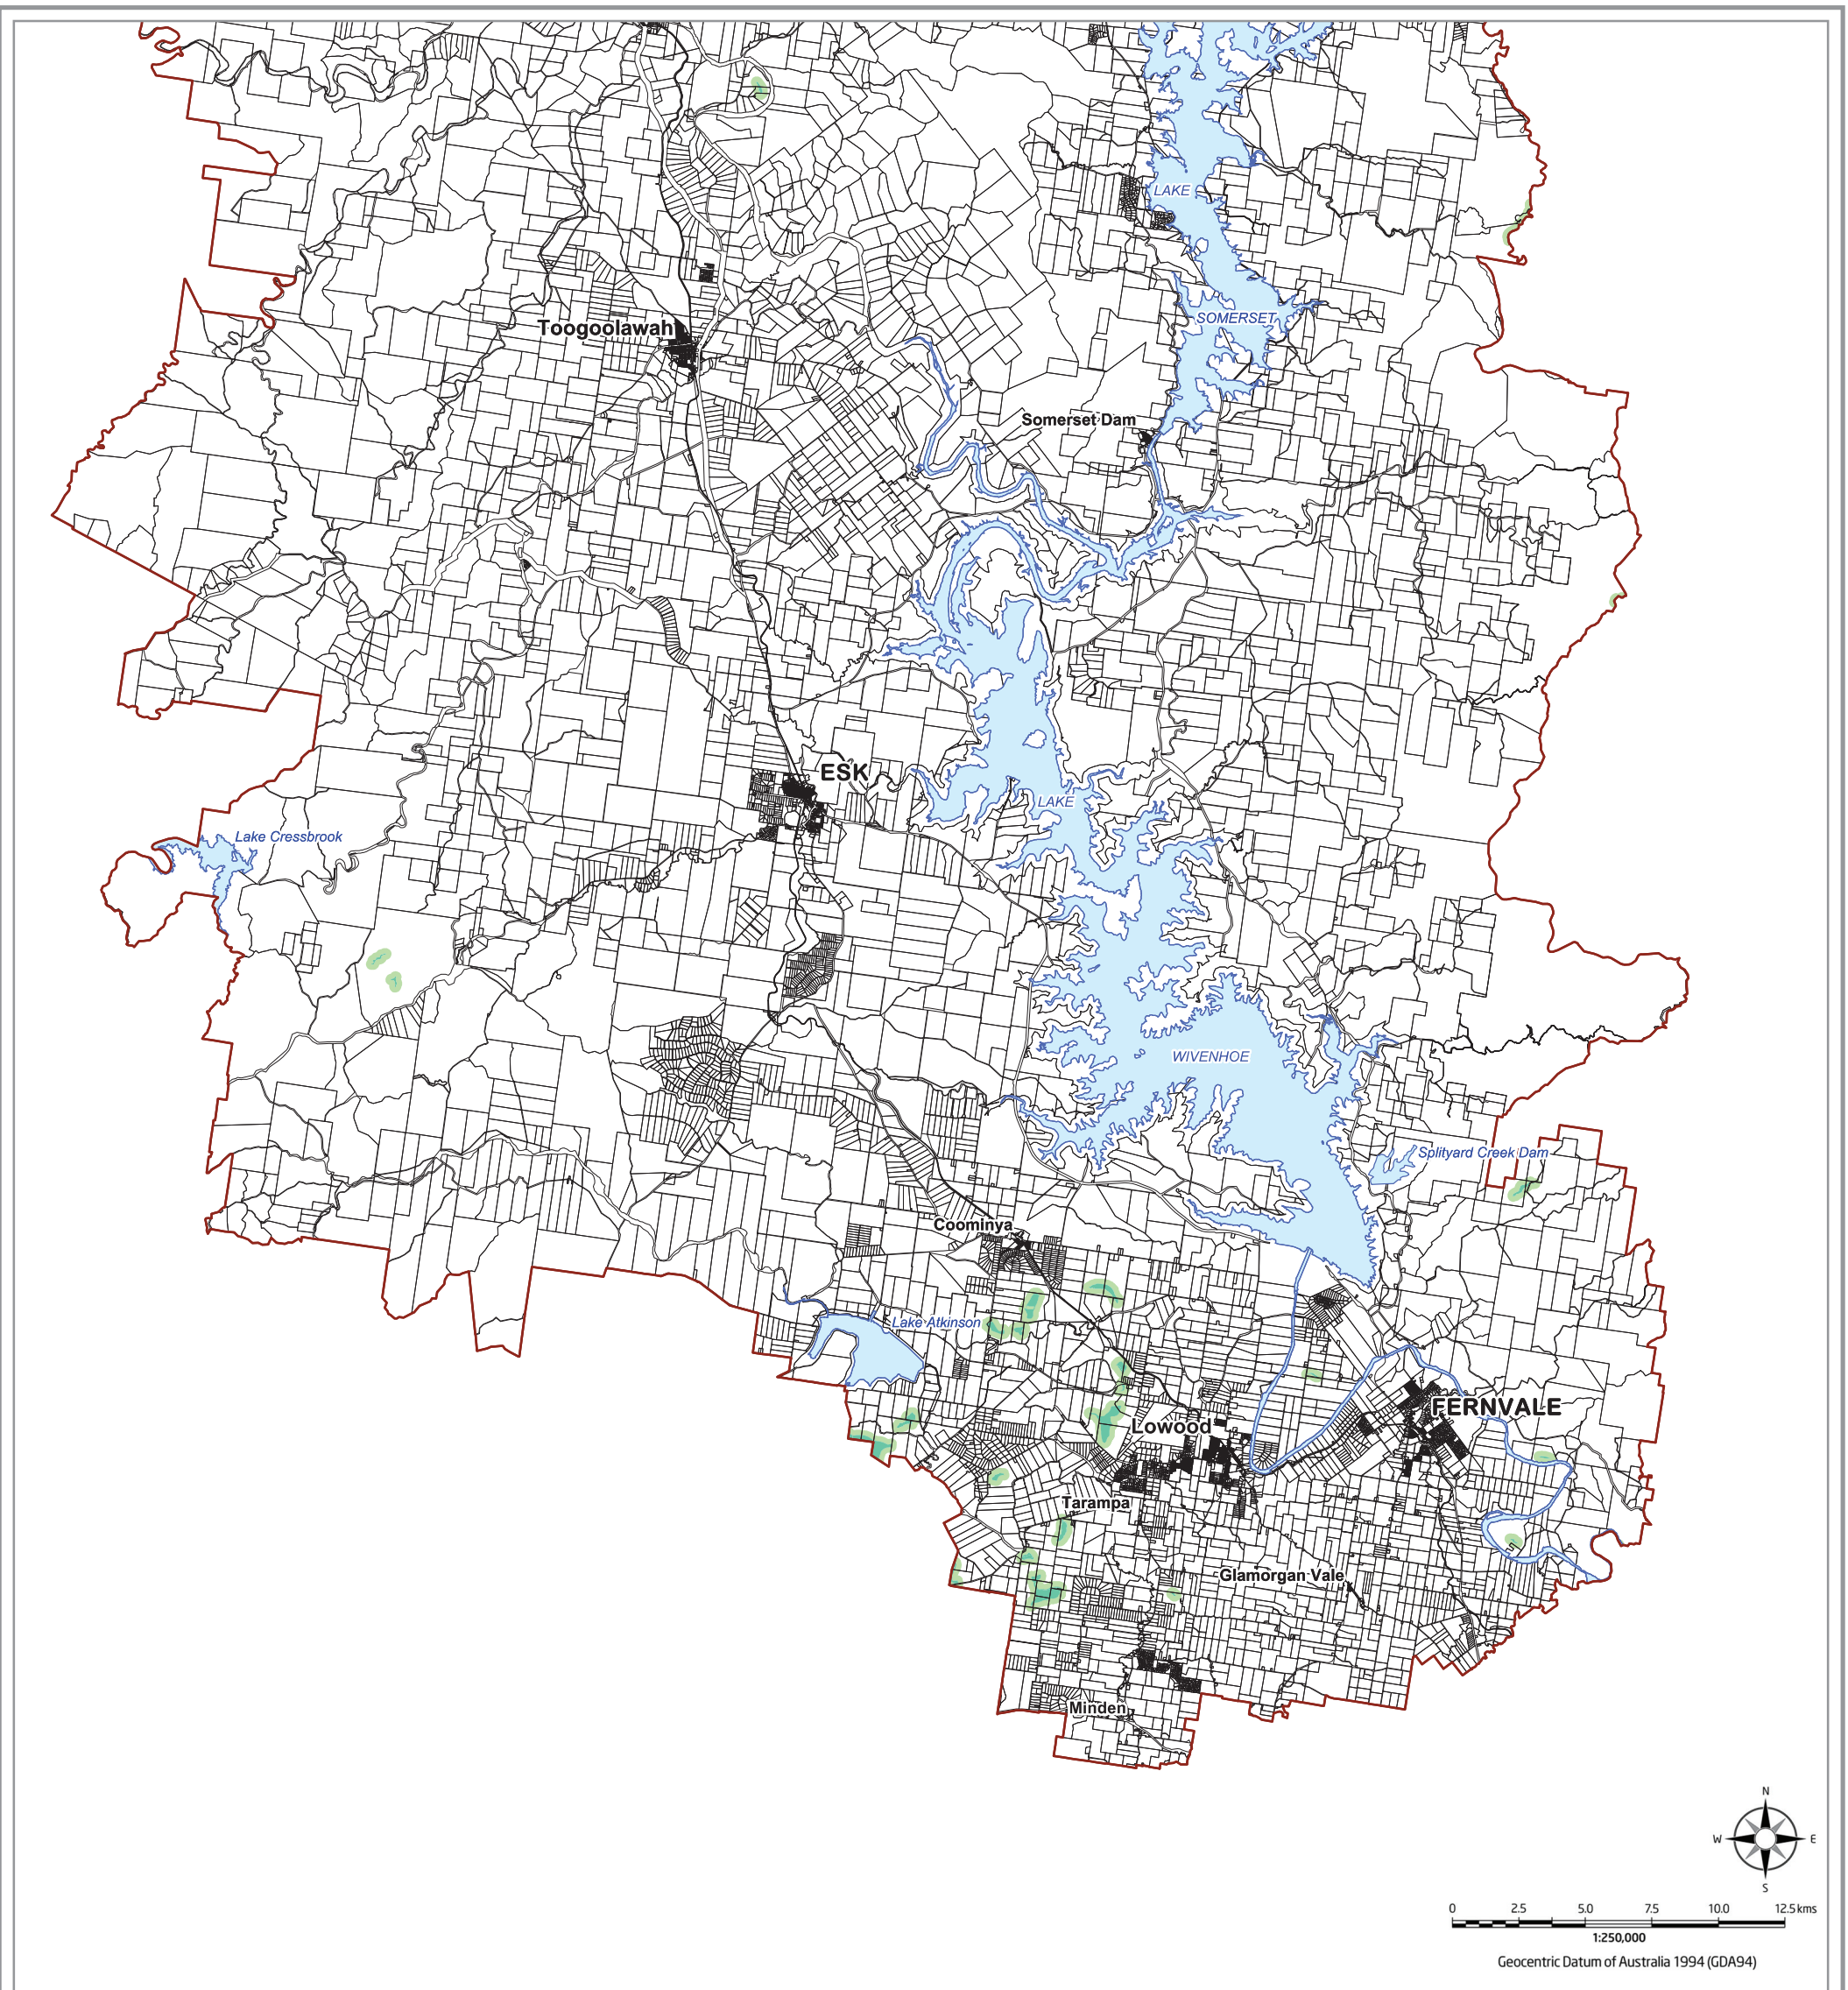 LAKE
SOMERSET
Toogoolawah
Somerset Dam
ESK
LAKE
Lake Cressbrook
WIVENHOE
Splityard Creek Dam
Coominya
Lake Atkinson
FERNVALE
Lowood
Tarampa
Glamorgan Vale
Minden
N
W E
S
0 2.5 5.0 7.5 10.0 12.5 kms
1:250,000
Geocentric Datum of Australia 1994 (GDA94)